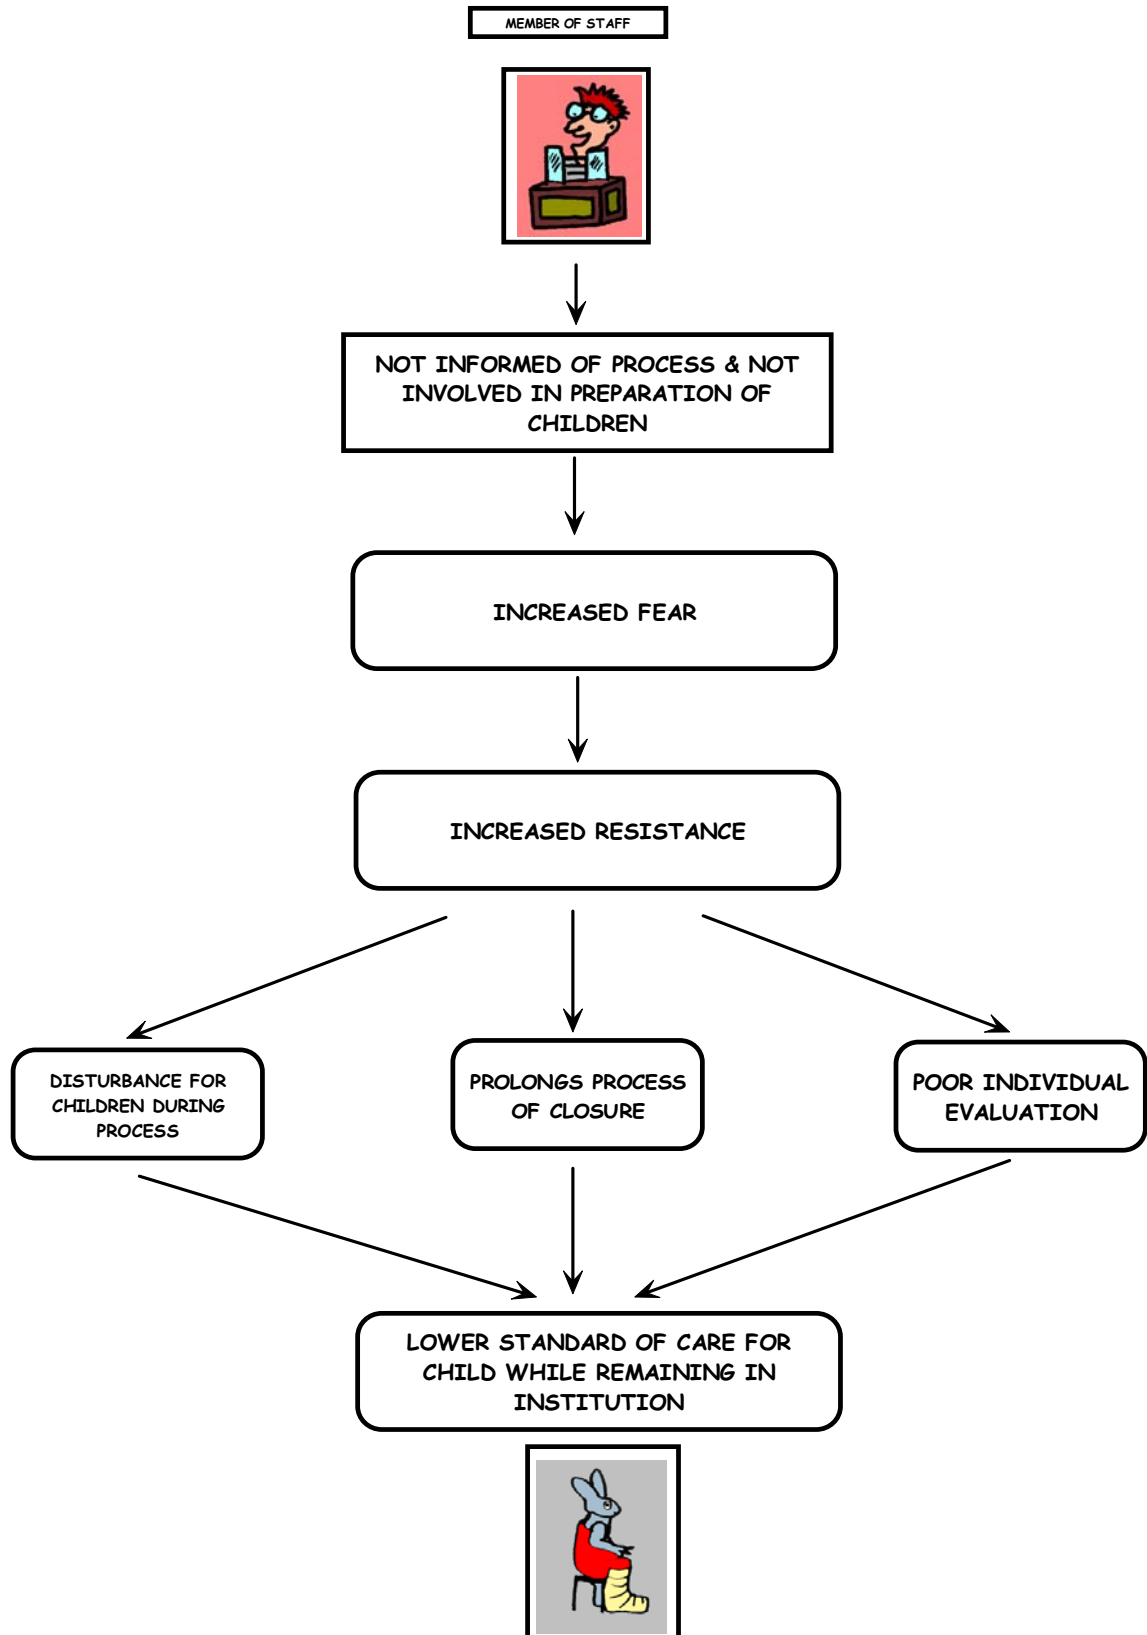 MEMBER OF STAFF
NOT INFORMED OF PROCESS & NOT
INVOLVED IN PREPARATION OF
CHILDREN
INCREASED FEAR
INCREASED RESISTANCE
DISTURBANCE FOR
CHILDREN DURING
PROCESS
PROLONGS PROCESS
OF CLOSURE
POOR INDIVIDUAL
EVALUATION
LOWER STANDARD OF CARE FOR
CHILD WHILE REMAINING IN
INSTITUTION